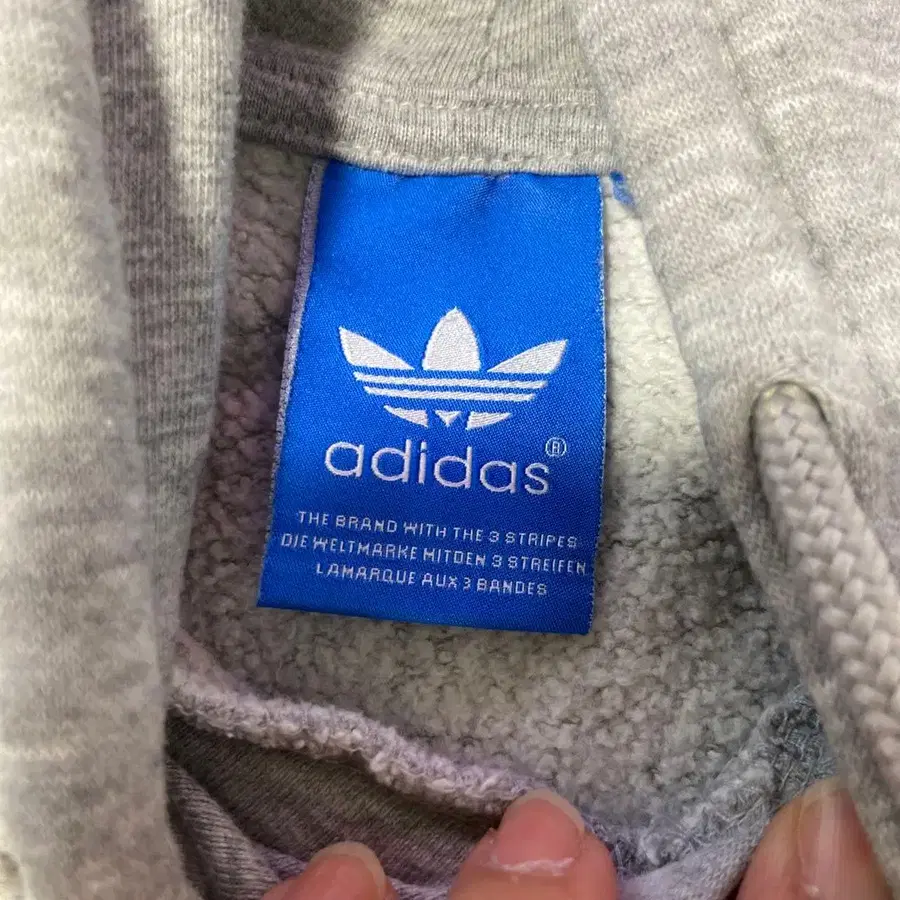 adidas®
THE BRAND WITH THE 3 STRIPES
DIE WELTMARKE MITDEN 3 STREIFEN
LAMARQUE AUX 3 BANDES